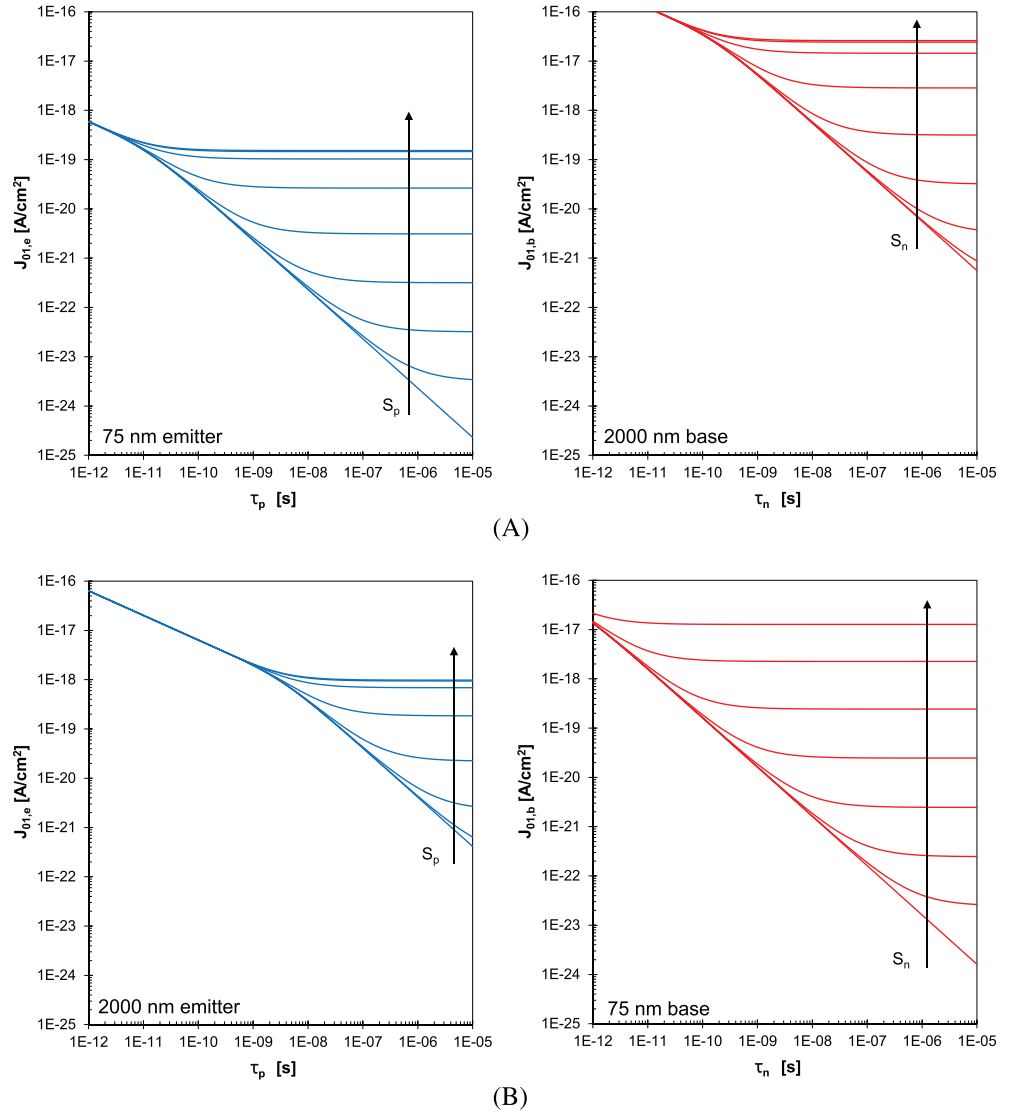 1E-16
1E-17
1E-18
1E-19
1E-20
1E-21
1E-22
1E-23
1E-24
1E-25
J01,e [A/cm²]
Sp
75 nm emitter
1E-12 1E-11 1E-10 1E-09 1E-08 1E-07 1E-06 1E-05
τp [s]
1E-16
1E-17
1E-18
1E-19
1E-20
1E-21
1E-22
1E-23
1E-24
1E-25
J01,b [A/cm²]
Sn
2000 nm base
1E-12 1E-11 1E-10 1E-09 1E-08 1E-07 1E-06 1E-05
τn [s]
(A)
1E-16
1E-17
1E-18
1E-19
1E-20
1E-21
1E-22
1E-23
1E-24
1E-25
J01,e [A/cm²]
Sp
2000 nm emitter
1E-12 1E-11 1E-10 1E-09 1E-08 1E-07 1E-06 1E-05
τp [s]
1E-16
1E-17
1E-18
1E-19
1E-20
1E-21
1E-22
1E-23
1E-24
1E-25
J01,b [A/cm²]
Sn
75 nm base
1E-12 1E-11 1E-10 1E-09 1E-08 1E-07 1E-06 1E-05
τn [s]
(B)